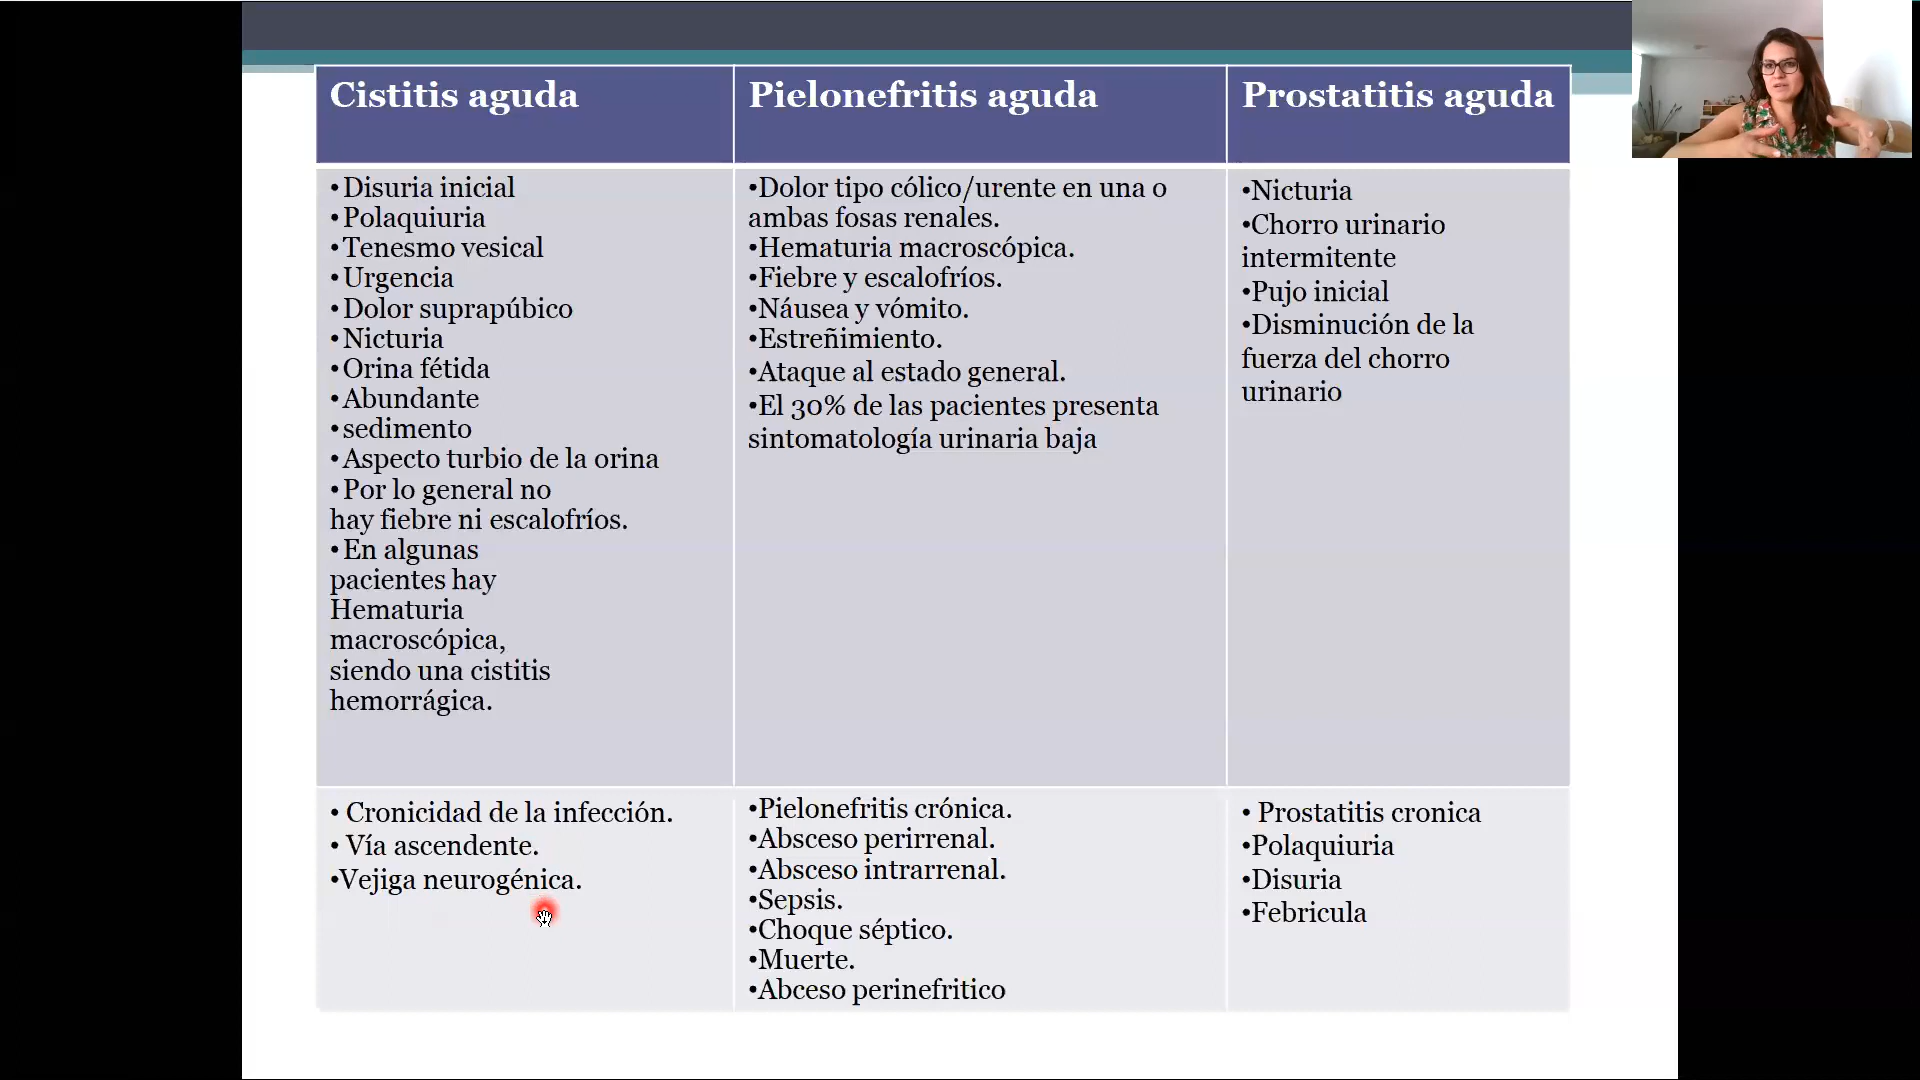 Cistitis aguda
Pielonefritis aguda
Prostatitis aguda
•Disuria inicial
•Polaquiuria
•Tenesmo vesical
•Urgencia
•Dolor suprapúbico
•Nicturia
•Orina fétida
•Abundante
•sedimento
•Aspecto turbio de la orina
•Por lo general no
hay fiebre ni escalofríos.
•En algunas
pacientes hay
Hematuria
macroscópica,
siendo una cistitis
hemorrágica.
•Dolor tipo cólico/urente en una o
ambas fosas renales.
•Hematuria macroscópica.
•Fiebre y escalofríos.
•Náusea y vómito.
•Estreñimiento.
•Ataque al estado general.
•El 30% de las pacientes presenta
sintomatología urinaria baja
•Nicturia
•Chorro urinario
intermitente
•Pujo inicial
•Disminución de la
fuerza del chorro
urinario
• Cronicidad de la infección.
• Vía ascendente.
•Vejiga neurogénica.
•Pielonefritis crónica.
•Absceso perirrenal.
•Absceso intrarrenal.
•Sepsis.
•Choque séptico.
•Muerte.
•Abceso perinefritico
• Prostatitis cronica
•Polaquiuria
•Disuria
•Febricula